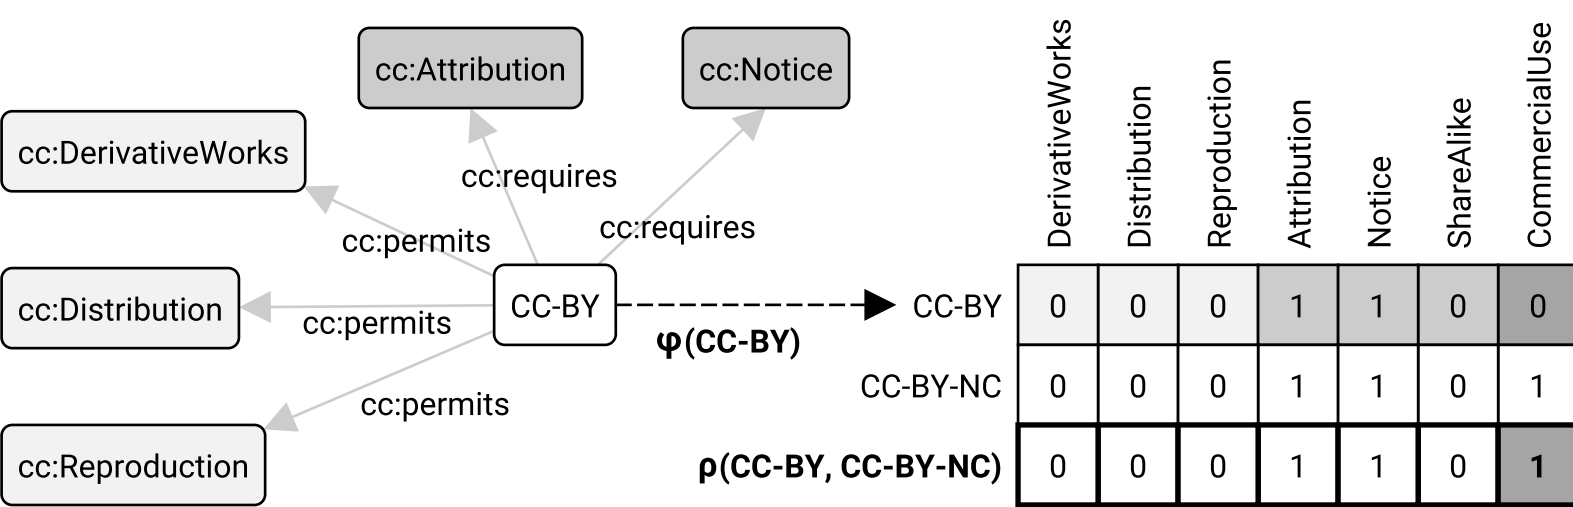 cc:Attribution
cc:Notice
cc:DerivativeWorks
cc:requires
cc:requires
cc:permits
cc:Distribution
cc:permits
CC-BY
φ(CC-BY)
cc:permits
cc:Reproduction
DerivativeWorks
Distribution
Reproduction
Attribution
Notice
ShareAlike
CommercialUse
CC-BY 0 0 0 1 1 0 0
CC-BY-NC 0 0 0 1 1 0 1
ρ(CC-BY, CC-BY-NC) 0 0 0 1 1 0 1